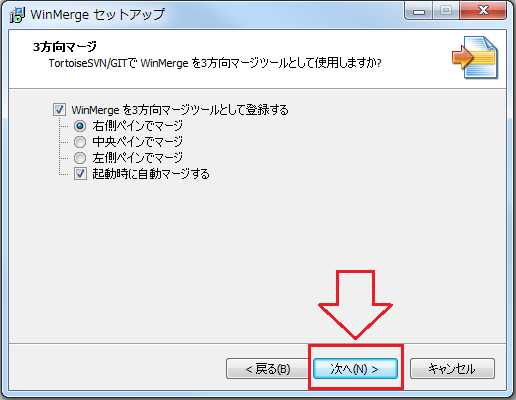 WinMerge セットアップ
3方向マージ
TortoiseSVN/GITで WinMerge を3方向マージツールとして使用しますか?
WinMerge を3方向マージツールとして登録する
右側ペインでマージ
中央ペインでマージ
左側ペインでマージ
起動時に自動マージする
< 戻る(B)
次へ(N) >
キャンセル